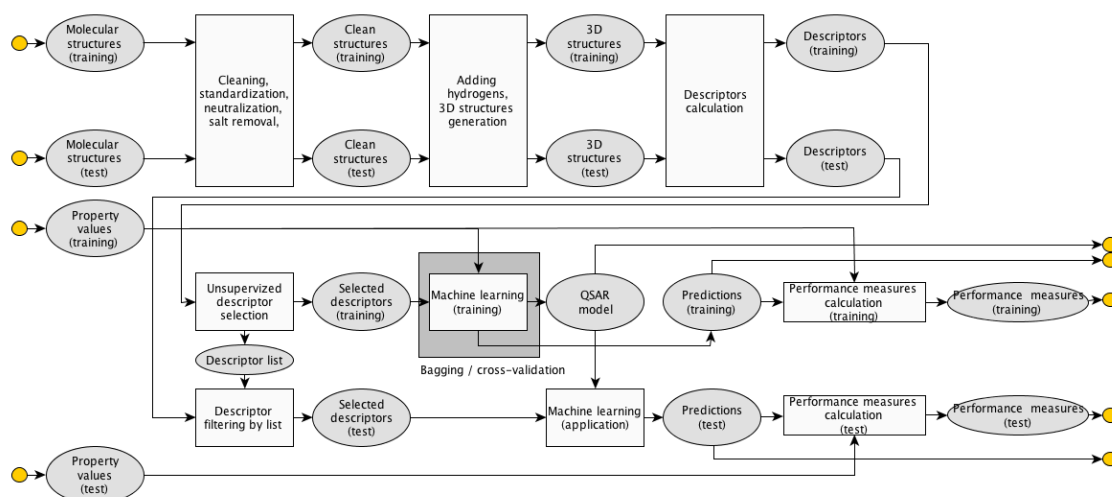 Molecular
structures
(training)
Cleaning,
standardization,
neutralization,
salt removal,
Clean
structures
(training)
Adding
hydrogens,
3D structures
generation
3D
structures
(training)
Descriptors
calculation
Descriptors
(training)
Molecular
structures
(test)
Clean
structures
(test)
3D
structures
(test)
Descriptors
(test)
Property
values
(training)
Unsupervized
descriptor
selection
Selected
descriptors
(training)
Machine learning
(training)
QSAR
model
Predictions
(training)
Performance measures
calculation
(training)
Performance measures
(training)
Descriptor list
Bagging / cross-validation
Descriptor
filtering by list
Selected
descriptors
(test)
Machine learning
(application)
Predictions
(test)
Performance measures
calculation
(test)
Performance measures
(test)
Property
values
(test)